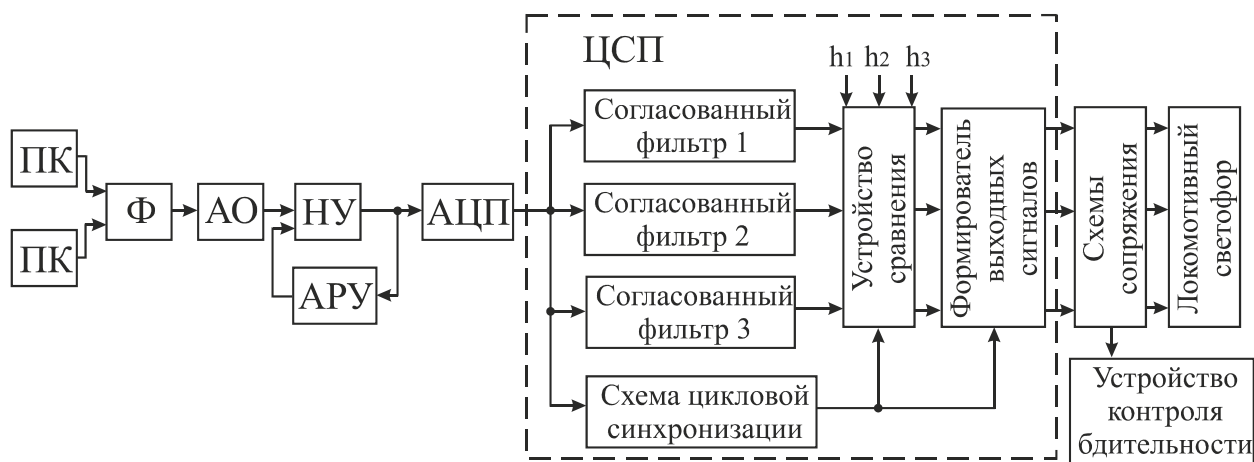 ПК
ПК
Ф
АО
НУ
АРУ
АЦП
ЦСП
h1 h2 h3
Согласованный
фильтр 1
Согласованный
фильтр 2
Согласованный
фильтр 3
Схема цикловой
синхронизации
Устройство
сравнения
Формирователь
выходных
сигналов
Схемы
сопряжения
Локомотивный
светофор
Устройство
контроля
бдительности